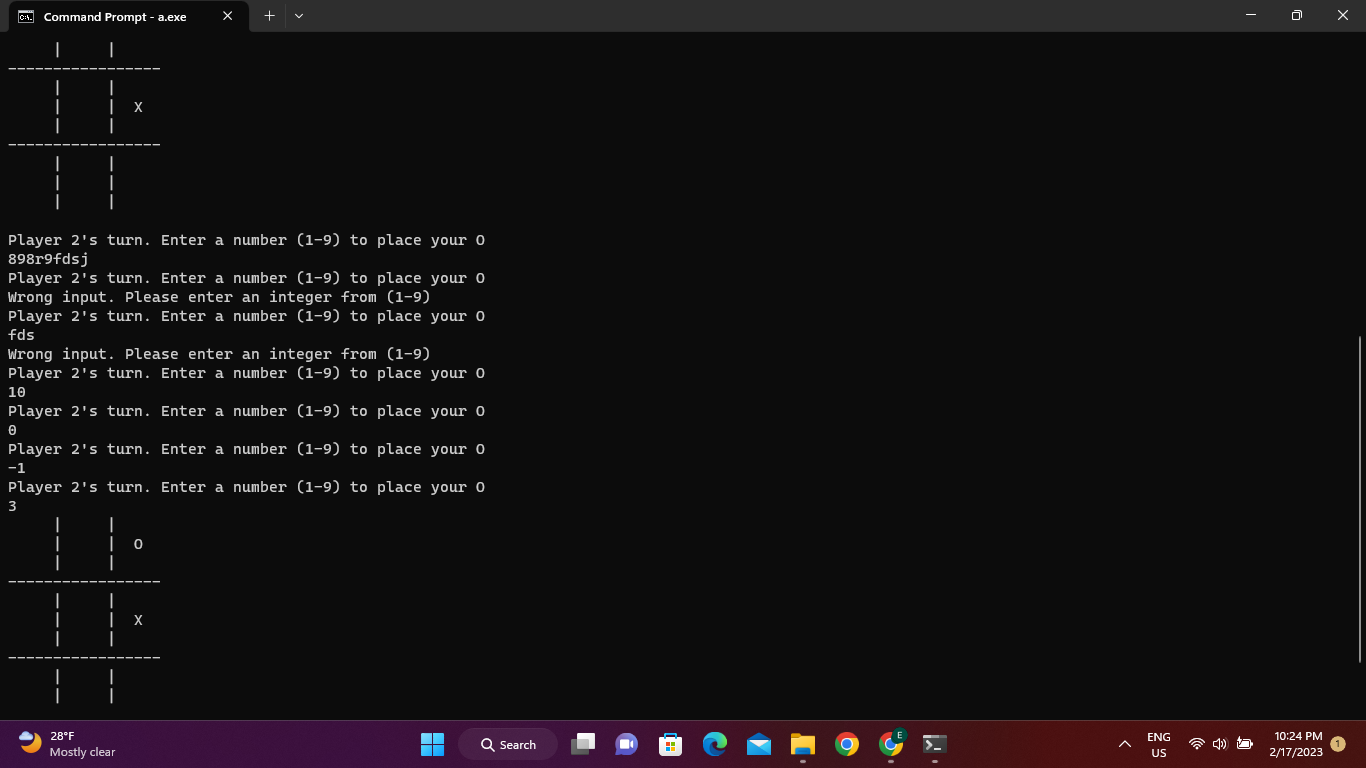 Command Prompt - a.exe
|     |
-----------------
|     |
|     |  X
|     |
-----------------
|     |
|     |
|     |
Player 2's turn. Enter a number (1-9) to place your O
898r9fdsj
Player 2's turn. Enter a number (1-9) to place your O
Wrong input. Please enter an integer from (1-9)
Player 2's turn. Enter a number (1-9) to place your O
fds
Wrong input. Please enter an integer from (1-9)
Player 2's turn. Enter a number (1-9) to place your O
10
Player 2's turn. Enter a number (1-9) to place your O
0
Player 2's turn. Enter a number (1-9) to place your O
-1
Player 2's turn. Enter a number (1-9) to place your O
3
|     |
|     |  O
|     |
-----------------
|     |
|     |  X
|     |
-----------------
|     |
|     |
28°F
Mostly clear
Search
E
ENG
US
10:24 PM
2/17/2023
1